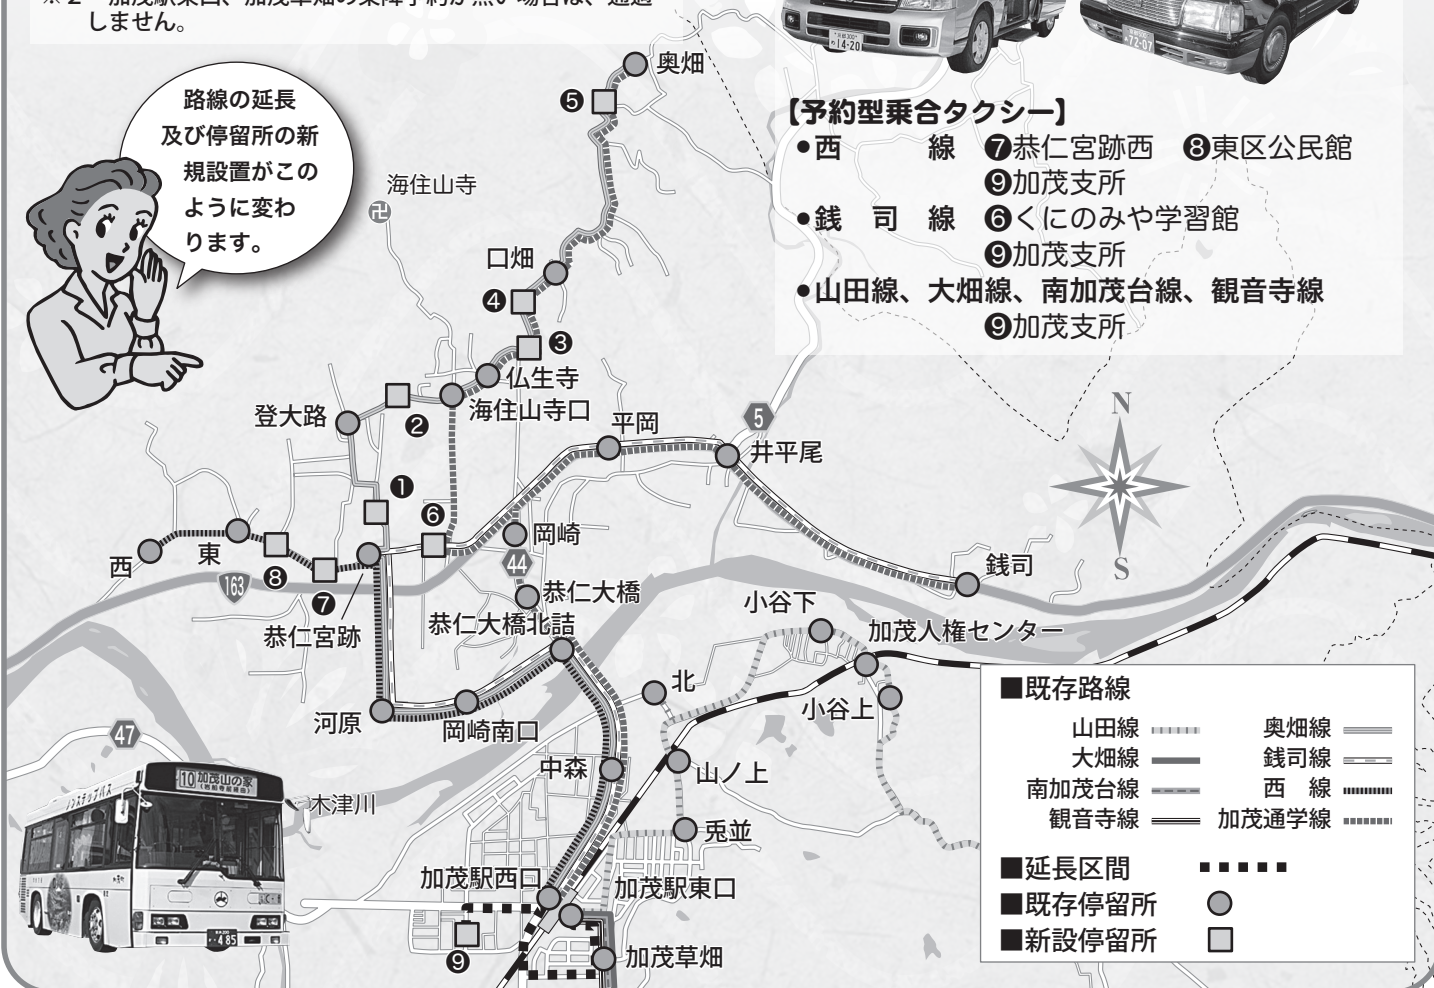 ※２　加茂駅東口、加茂草畑の乗降予約が無い場合は、通過
しません。
路線の延長
及び停留所の新
規設置がこの
ように変わ
ります。
14-20
72-07
【予約型乗合タクシー】
●西　　線　❼恭仁宮跡西　❽東区公民館
❾加茂支所
●銭司線　❻くにのみや学習館
❾加茂支所
●山田線、大畑線、南加茂台線、観音寺線
❾加茂支所
奥畑
❺
海住山寺
卍
口畑
❹
❸
仏生寺
海住山寺口
登大路
❷
平岡
5
井平尾
N
S
❶
❻
岡崎
44
西
東
❽
❼
163
恭仁宮跡
恭仁大橋
恭仁大橋北詰
銭司
小谷下
加茂人権センター
小谷上
北
河原
岡崎南口
中森
山ノ上
兎並
47
木津川
10 加茂山の家
ノンステップバス
・485
加茂駅西口
加茂駅東口
❾
加茂草畑
■既存路線
山田線　奥畑線
大畑線　銭司線
南加茂台線　西　線
観音寺線　加茂通学線
■延長区間
■既存停留所
■新設停留所